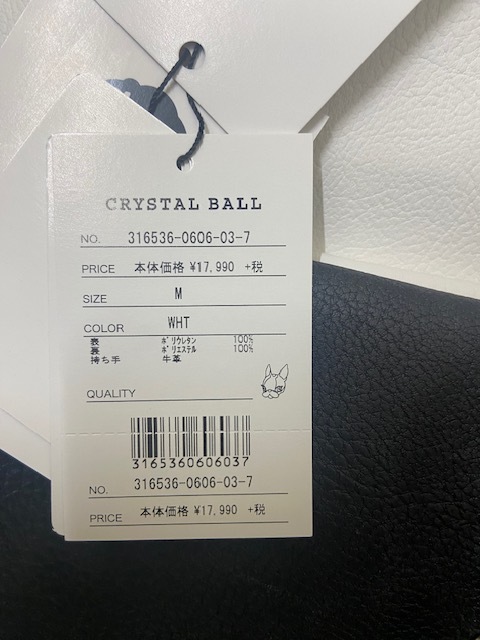 CRYSTAL BALL
NO. 316536-0606-03-7
PRICE 本体価格 ¥17,990 +税
SIZE M
COLOR WHT
表 ポリウレタン 100%
裏 ポリエステル 100%
持ち手 牛革
QUALITY
3165360606037
NO. 316536-0606-03-7
PRICE 本体価格 ¥17,990 +税